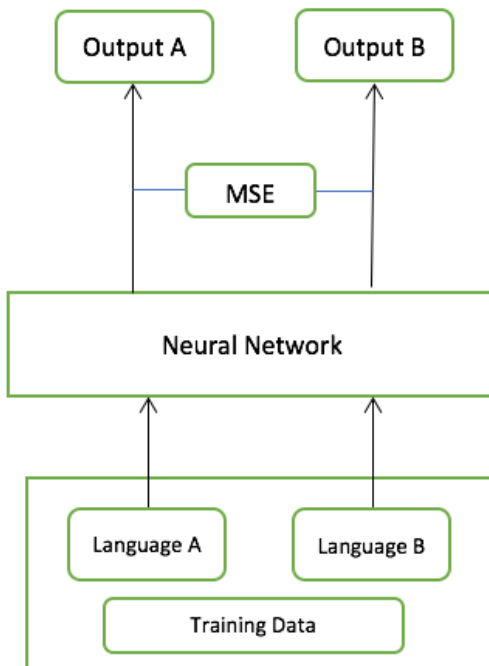 Output A
Output B
MSE
Neural Network
Language A
Language B
Training Data